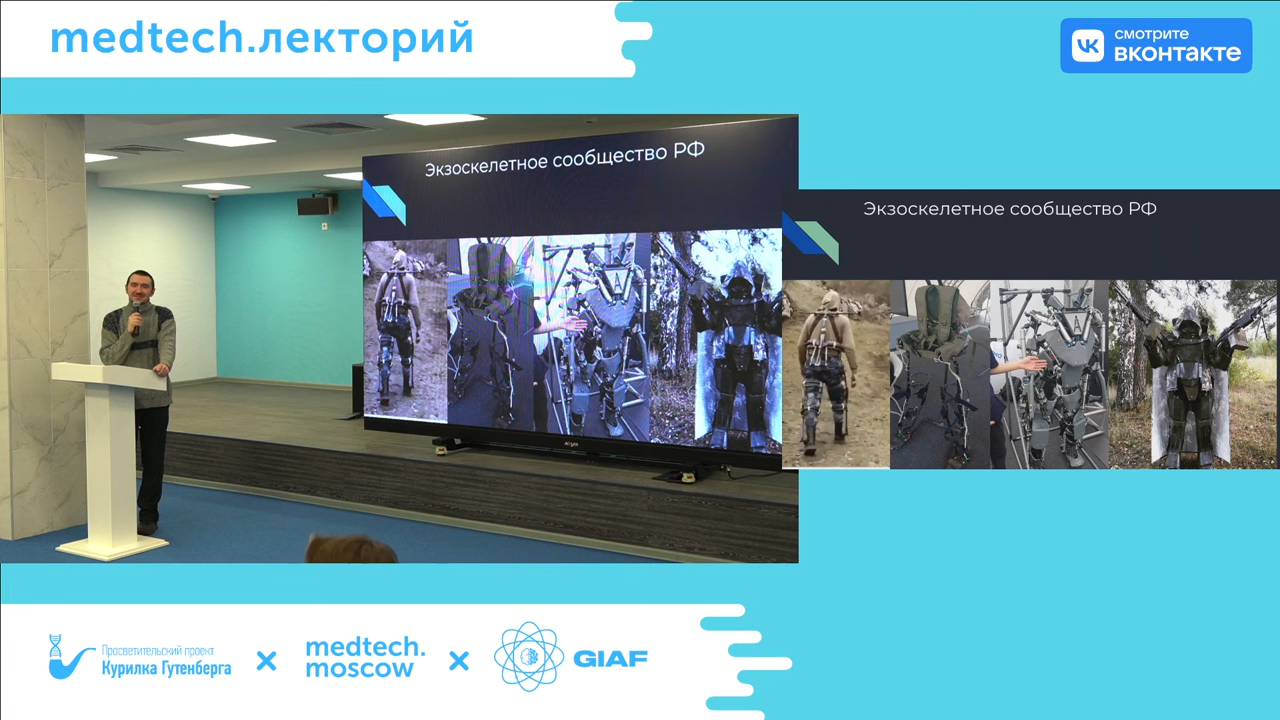 medtech.лекторий
смотрите
вконтакте
Экзоскелетное сообщество РФ
Экзоскелетное сообщество РФ
Просветительский проект
Курилка Гутенберга
×
medtech.
moscow
×
GIAF